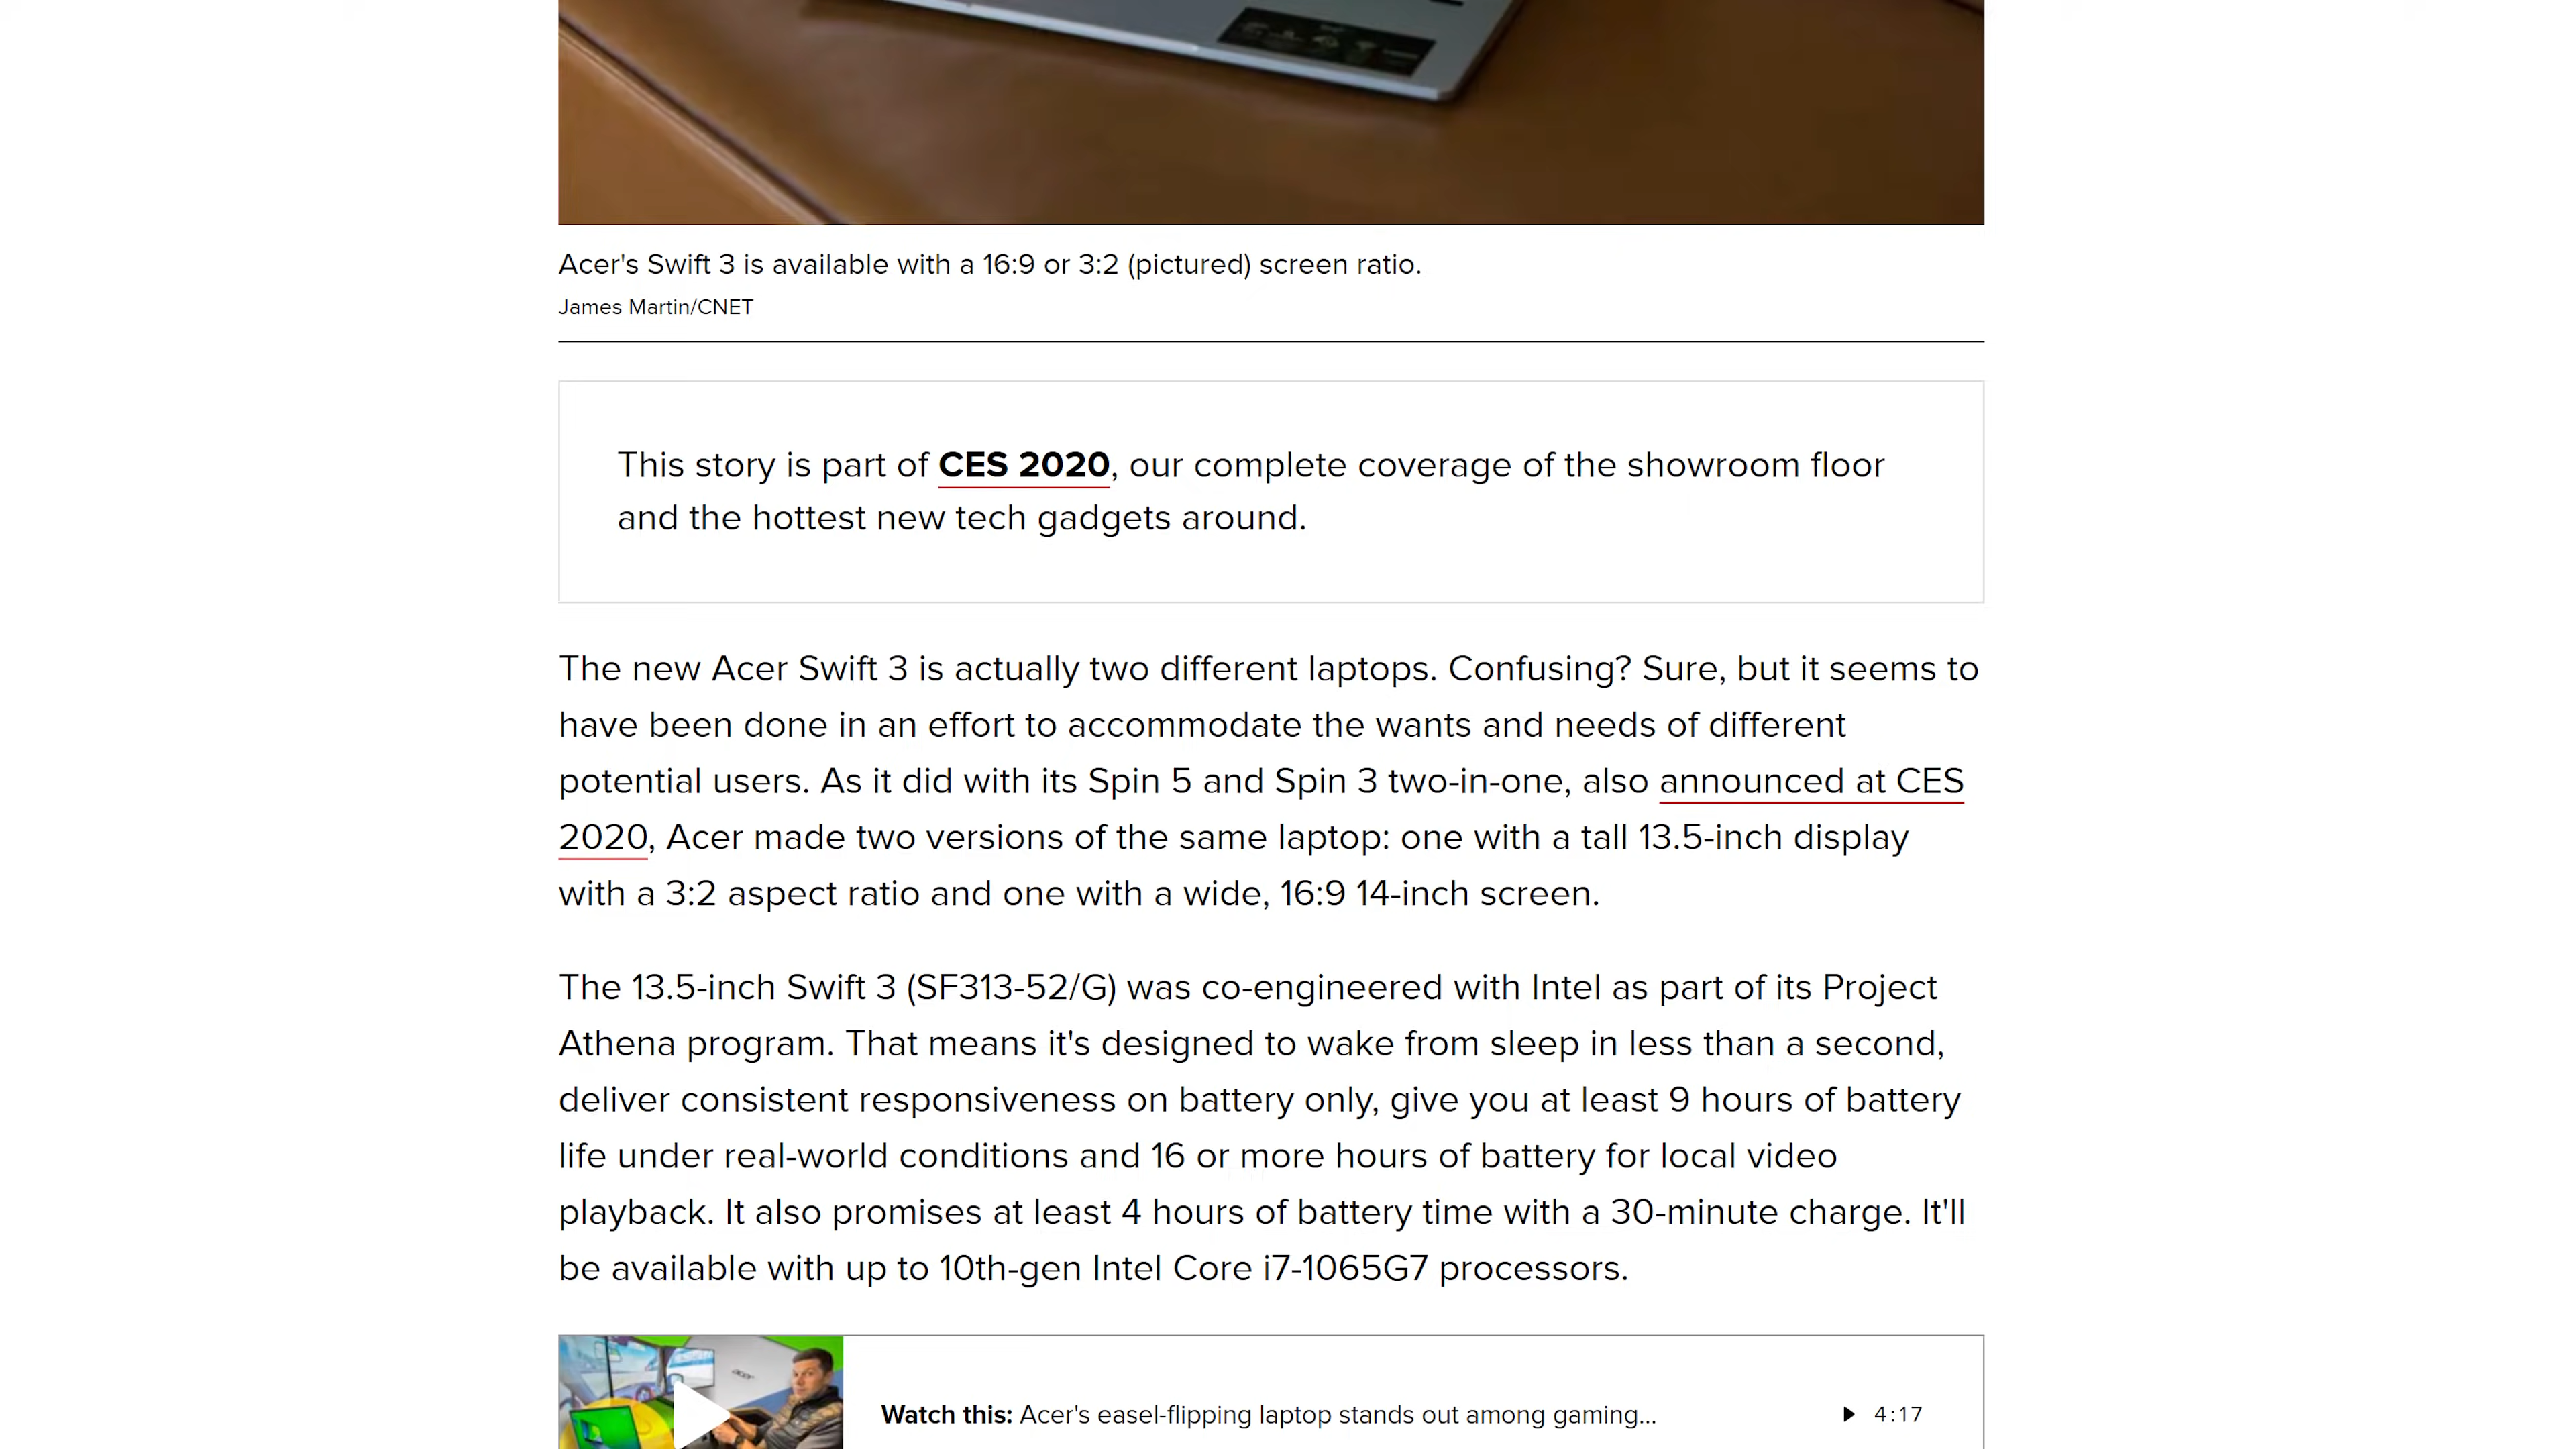 Acer's Swift 3 is available with a 16:9 or 3:2 (pictured) screen ratio.
James Martin/CNET
This story is part of CES 2020, our complete coverage of the showroom floor
and the hottest new tech gadgets around.
The new Acer Swift 3 is actually two different laptops. Confusing? Sure, but it seems to
have been done in an effort to accommodate the wants and needs of different
potential users. As it did with its Spin 5 and Spin 3 two-in-one, also announced at CES
2020, Acer made two versions of the same laptop: one with a tall 13.5-inch display
with a 3:2 aspect ratio and one with a wide, 16:9 14-inch screen.
The 13.5-inch Swift 3 (SF313-52/G) was co-engineered with Intel as part of its Project
Athena program. That means it's designed to wake from sleep in less than a second,
deliver consistent responsiveness on battery only, give you at least 9 hours of battery
life under real-world conditions and 16 or more hours of battery for local video
playback. It also promises at least 4 hours of battery time with a 30-minute charge. It'll
be available with up to 10th-gen Intel Core i7-1065G7 processors.
acer
Watch this: Acer's easel-flipping laptop stands out among gaming...
4:17